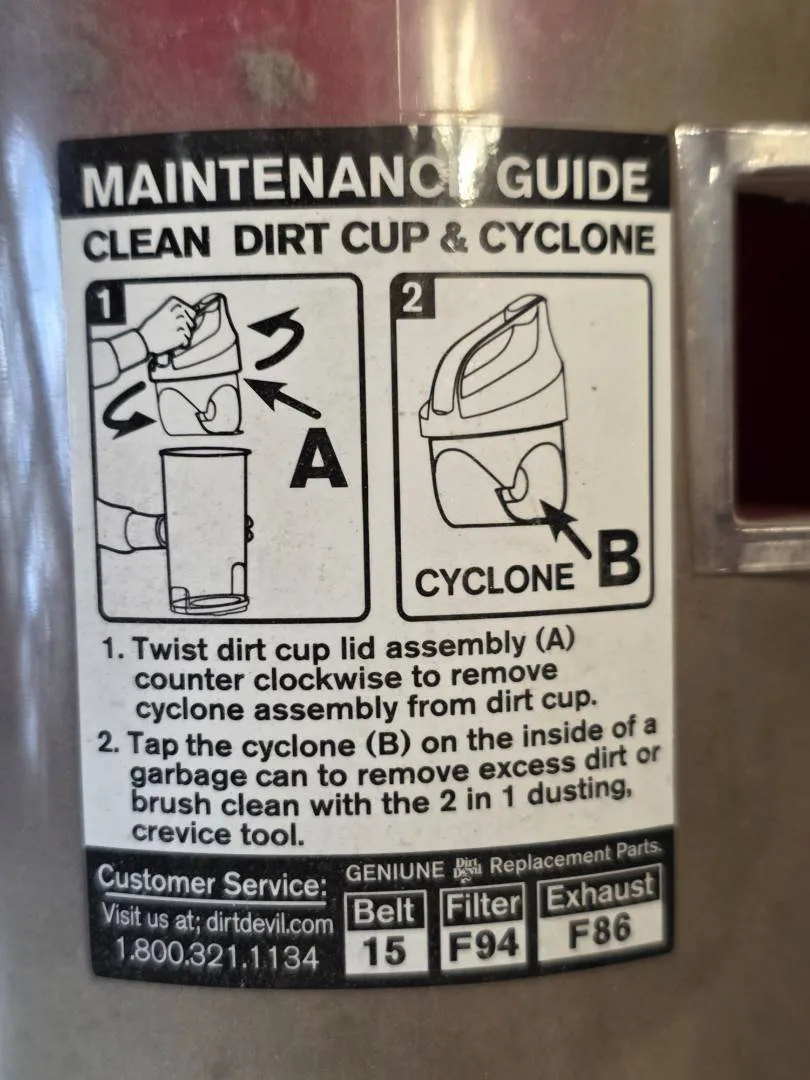 MAINTENANCE GUIDE
CLEAN DIRT CUP & CYCLONE
1
A
2
CYCLONE B
1. Twist dirt cup lid assembly (A)
counter clockwise to remove
cyclone assembly from dirt cup.
2. Tap the cyclone (B) on the inside of a
garbage can to remove excess dirt or
brush clean with the 2 in 1 dusting,
crevice tool.
Customer Service:
Visit us at; dirtdevil.com
1.800.321.1134
GENIUNE Dirt Devil Replacement Parts.
Belt
15
Filter
F94
Exhaust
F86